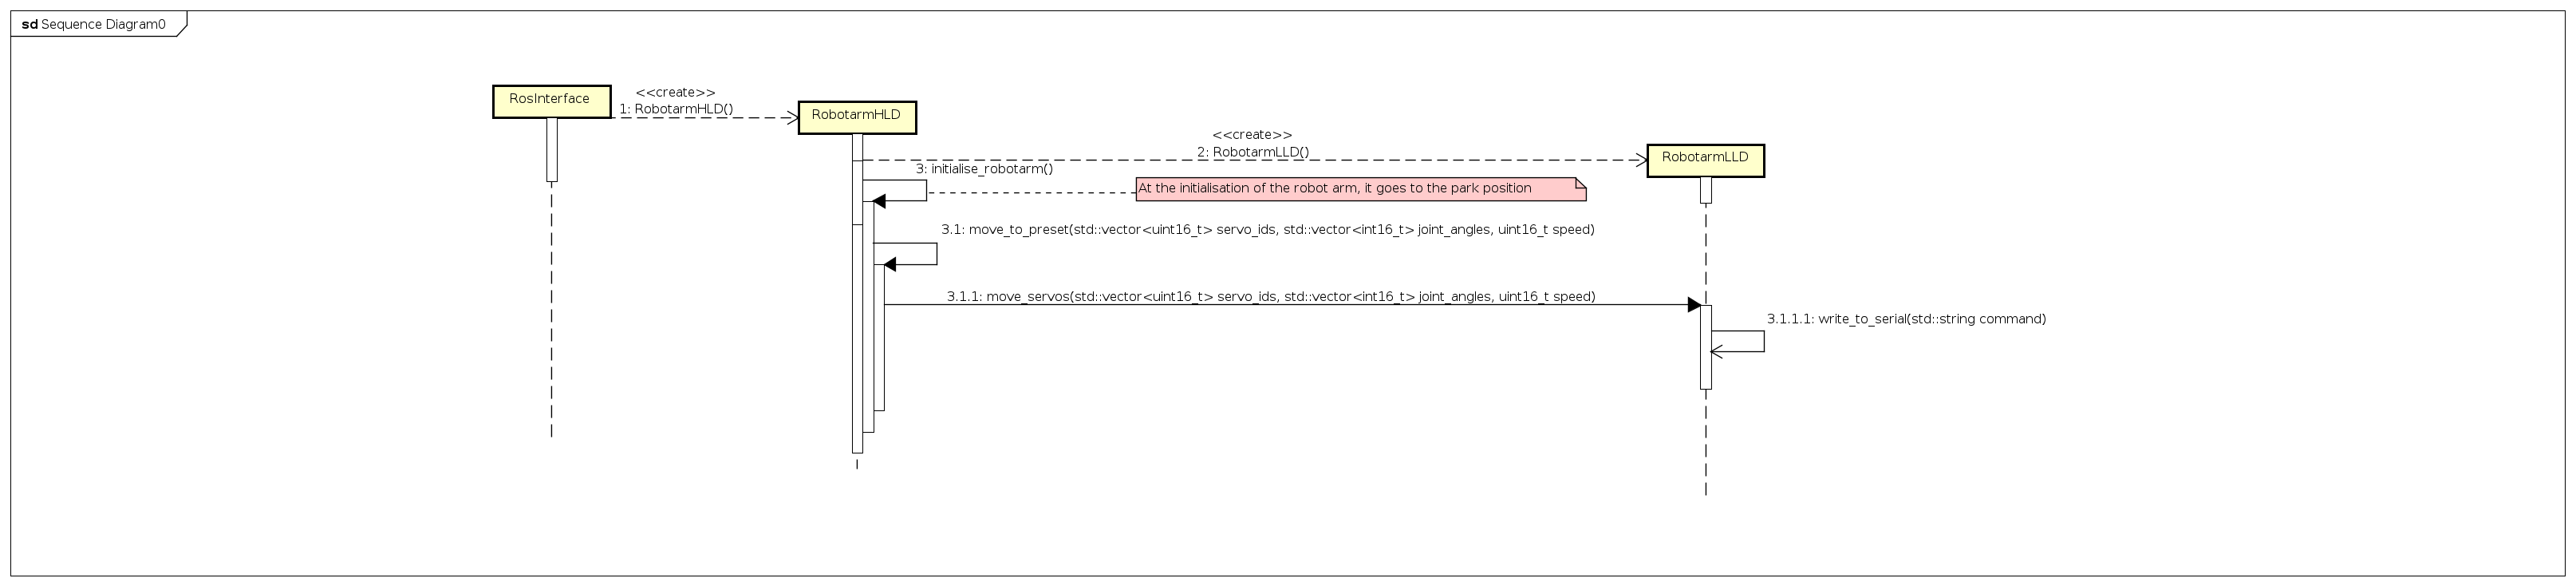 sd Sequence Diagram0
RosInterface
<<create>>
1: RobotarmHLD()
RobotarmHLD
<<create>>
2: RobotarmLLD()
RobotarmLLD
3: initialise_robotarm()
At the initialisation of the robot arm, it goes to the park position
3.1: move_to_preset(std::vector<uint16_t> servo_ids, std::vector<int16_t> joint_angles, uint16_t speed)
3.1.1: move_servos(std::vector<uint16_t> servo_ids, std::vector<int16_t> joint_angles, uint16_t speed)
3.1.1.1: write_to_serial(std::string command)